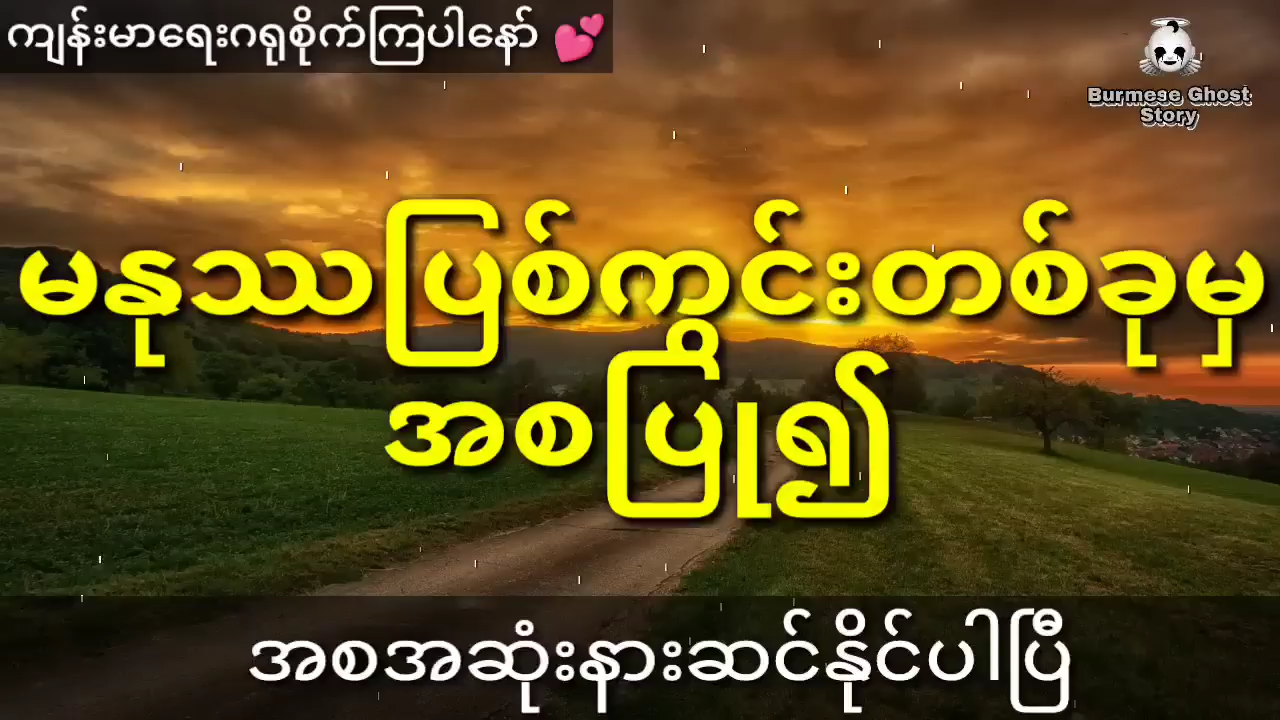 ကျန်းမာရေးဂရုစိုက်ကြပါနော် 💕
Burmese Ghost
Story
မနုဿပြစ်ကွင်းတစ်ခုမှ
အစပြု၍
အစအဆုံးနားဆင်နိုင်ပါပြီ